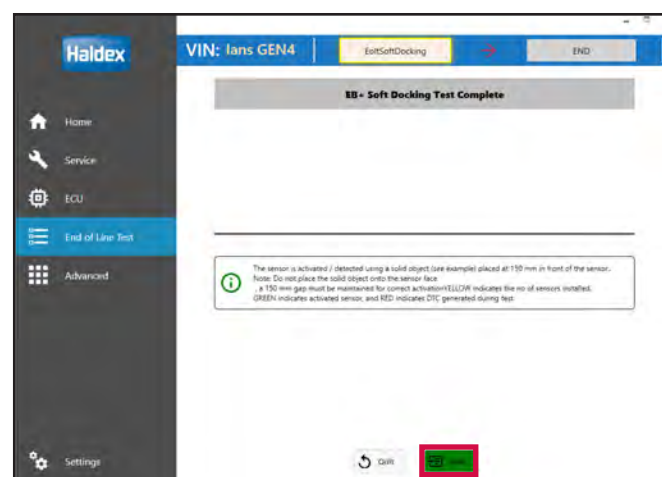 Haldex
VIN: Ians GEN4
EoltSoftDocking
END
EB+ Soft Docking Test Complete
Home
Service
ECU
End of Line Test
Advanced
The sensor is activated / detected using a solid object (see example) placed at 150 mm in front of the sensor.
Note: Do not place the solid object onto the sensor face
, a 150 mm gap must be maintained for correct activationYELLOW indicates the no of sensors installed,
GREEN indicates activated sensor, and RED indicates DTC generated during test
Settings
Quit